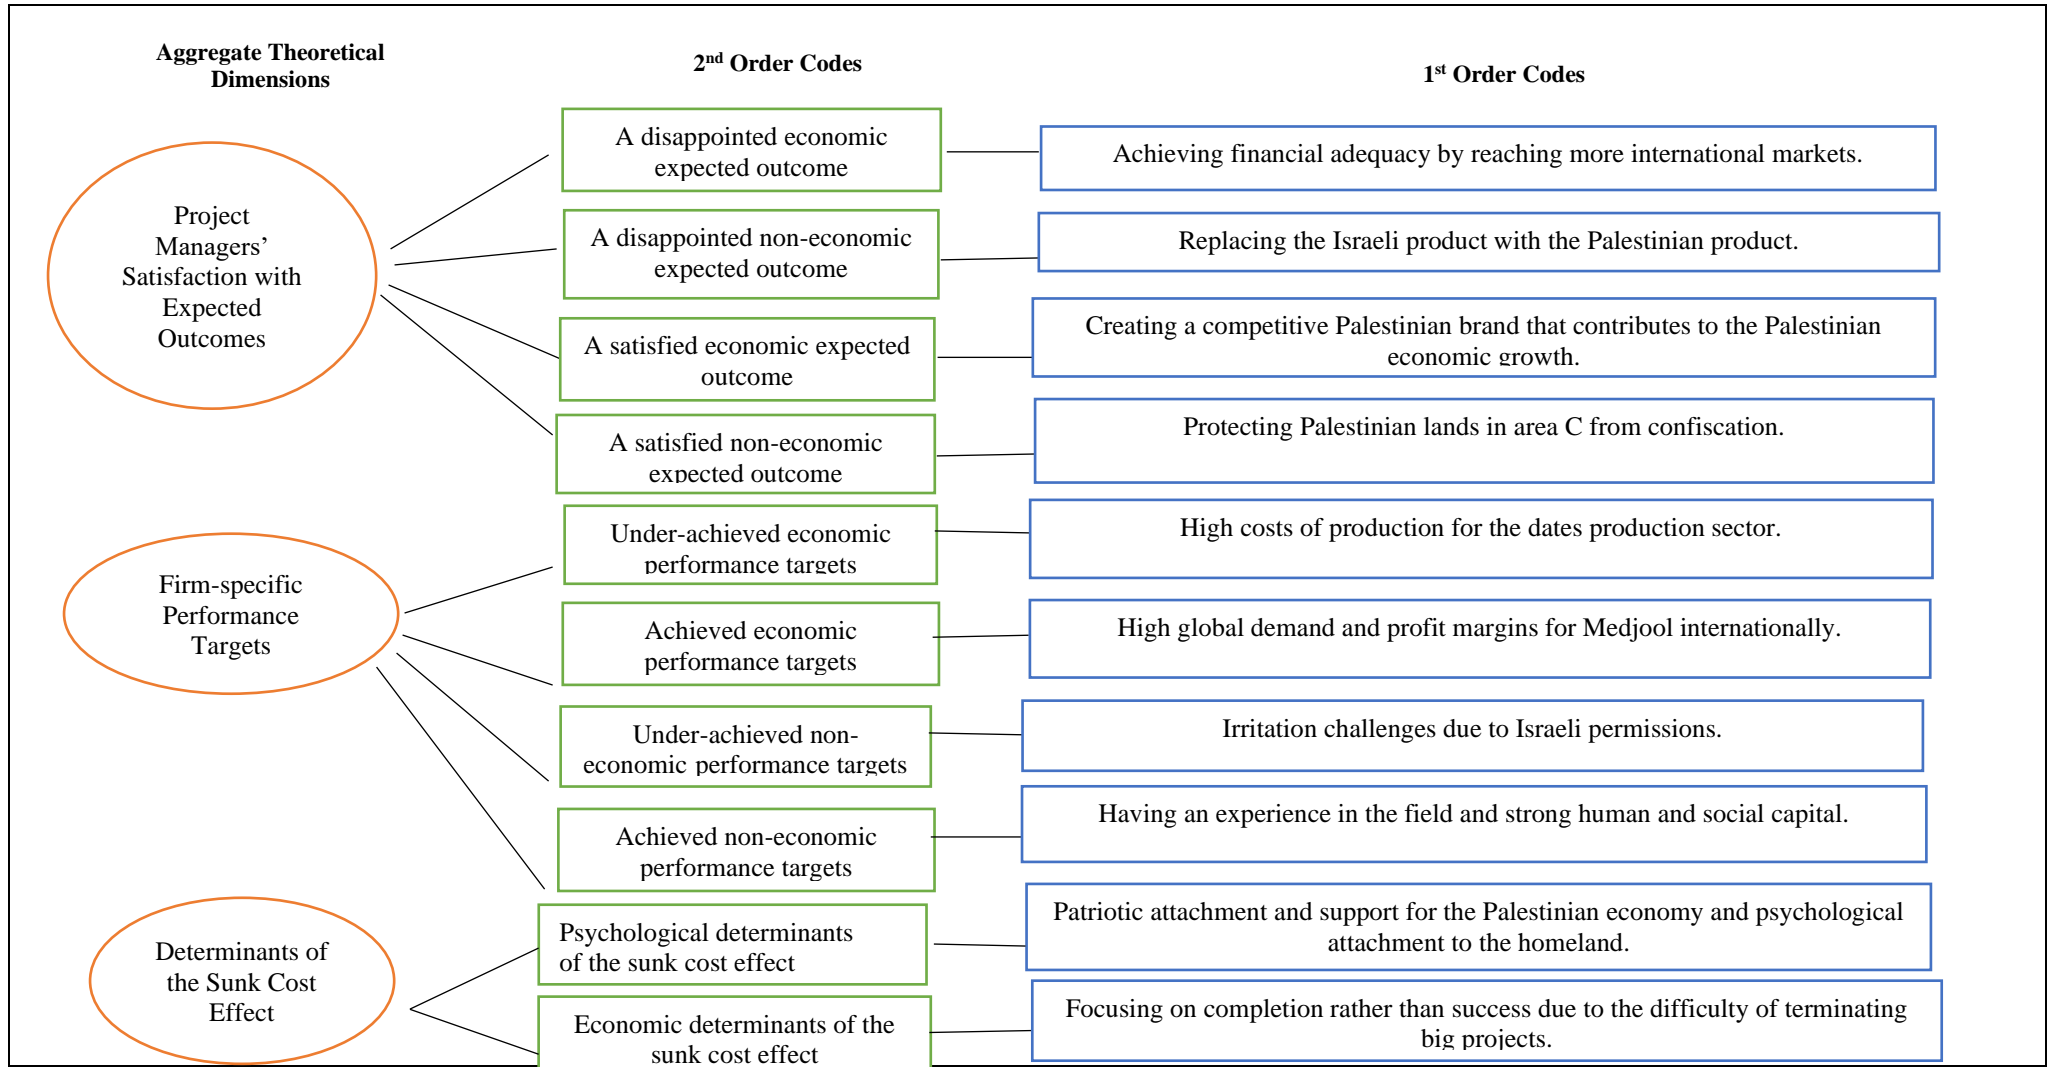 Aggregate Theoretical
Dimensions
2nd Order Codes
1st Order Codes
Project
Managers’
Satisfaction with
Expected
Outcomes
A disappointed economic
expected outcome
Achieving financial adequacy by reaching more international markets.
A disappointed non-economic
expected outcome
Replacing the Israeli product with the Palestinian product.
A satisfied economic expected
outcome
Creating a competitive Palestinian brand that contributes to the Palestinian
economic growth.
A satisfied non-economic
expected outcome
Protecting Palestinian lands in area C from confiscation.
Firm-specific
Performance
Targets
Under-achieved economic
performance targets
High costs of production for the dates production sector.
Achieved economic
performance targets
High global demand and profit margins for Medjool internationally.
Under-achieved non-
economic performance targets
Irritation challenges due to Israeli permissions.
Achieved non-economic
performance targets
Having an experience in the field and strong human and social capital.
Determinants of
the Sunk Cost
Effect
Psychological determinants
of the sunk cost effect
Patriotic attachment and support for the Palestinian economy and psychological
attachment to the homeland.
Economic determinants of the
sunk cost effect
Focusing on completion rather than success due to the difficulty of terminating
big projects.